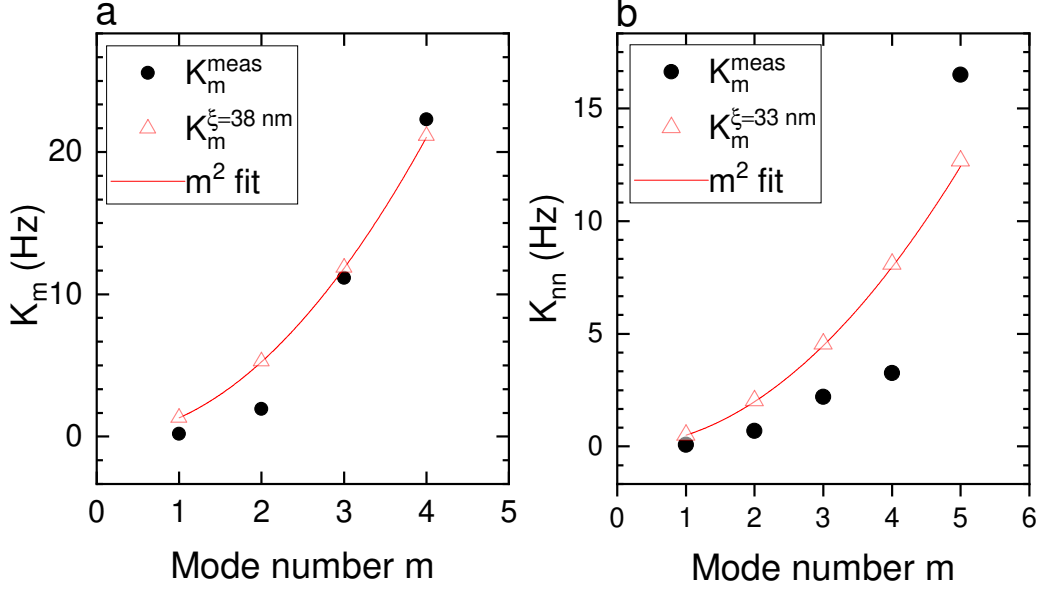 a
K_m^meas
K_m^ξ=38 nm
m² fit
20
10
0
K_m (Hz)
0 1 2 3 4 5
Mode number m
b
K_m^meas
K_m^ξ=33 nm
m² fit
15
10
5
0
K_nn (Hz)
0 1 2 3 4 5 6
Mode number m